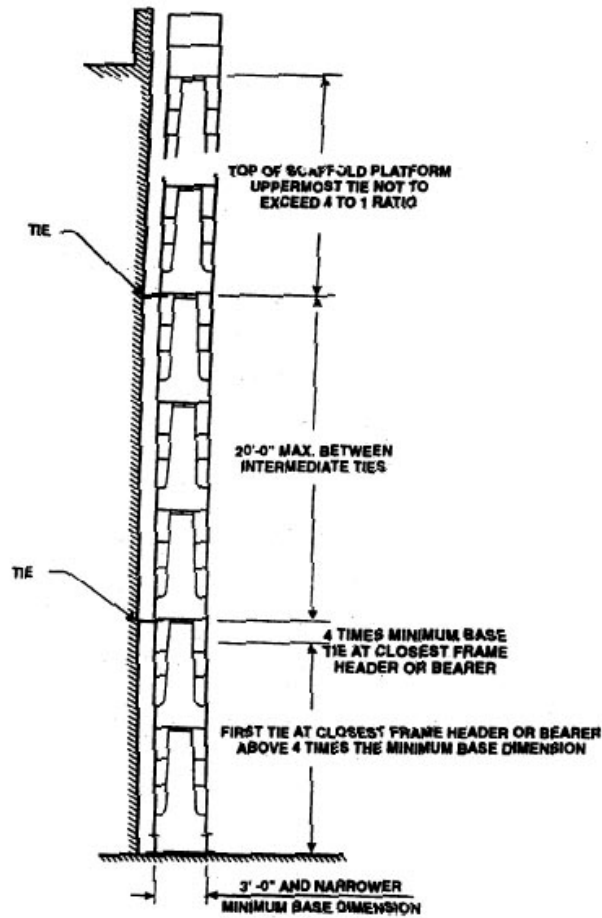 TOP OF SCAFFOLD PLATFORM
UPPERMOST TIE NOT TO
EXCEED 4 TO 1 RATIO
TIE
20'-0" MAX. BETWEEN
INTERMEDIATE TIES
TIE
4 TIMES MINIMUM BASE
TIE AT CLOSEST FRAME
HEADER OR BEARER
FIRST TIE AT CLOSEST FRAME HEADER OR BEARER
ABOVE 4 TIMES THE MINIMUM BASE DIMENSION
3'-0" AND NARROWER
MINIMUM BASE DIMENSION